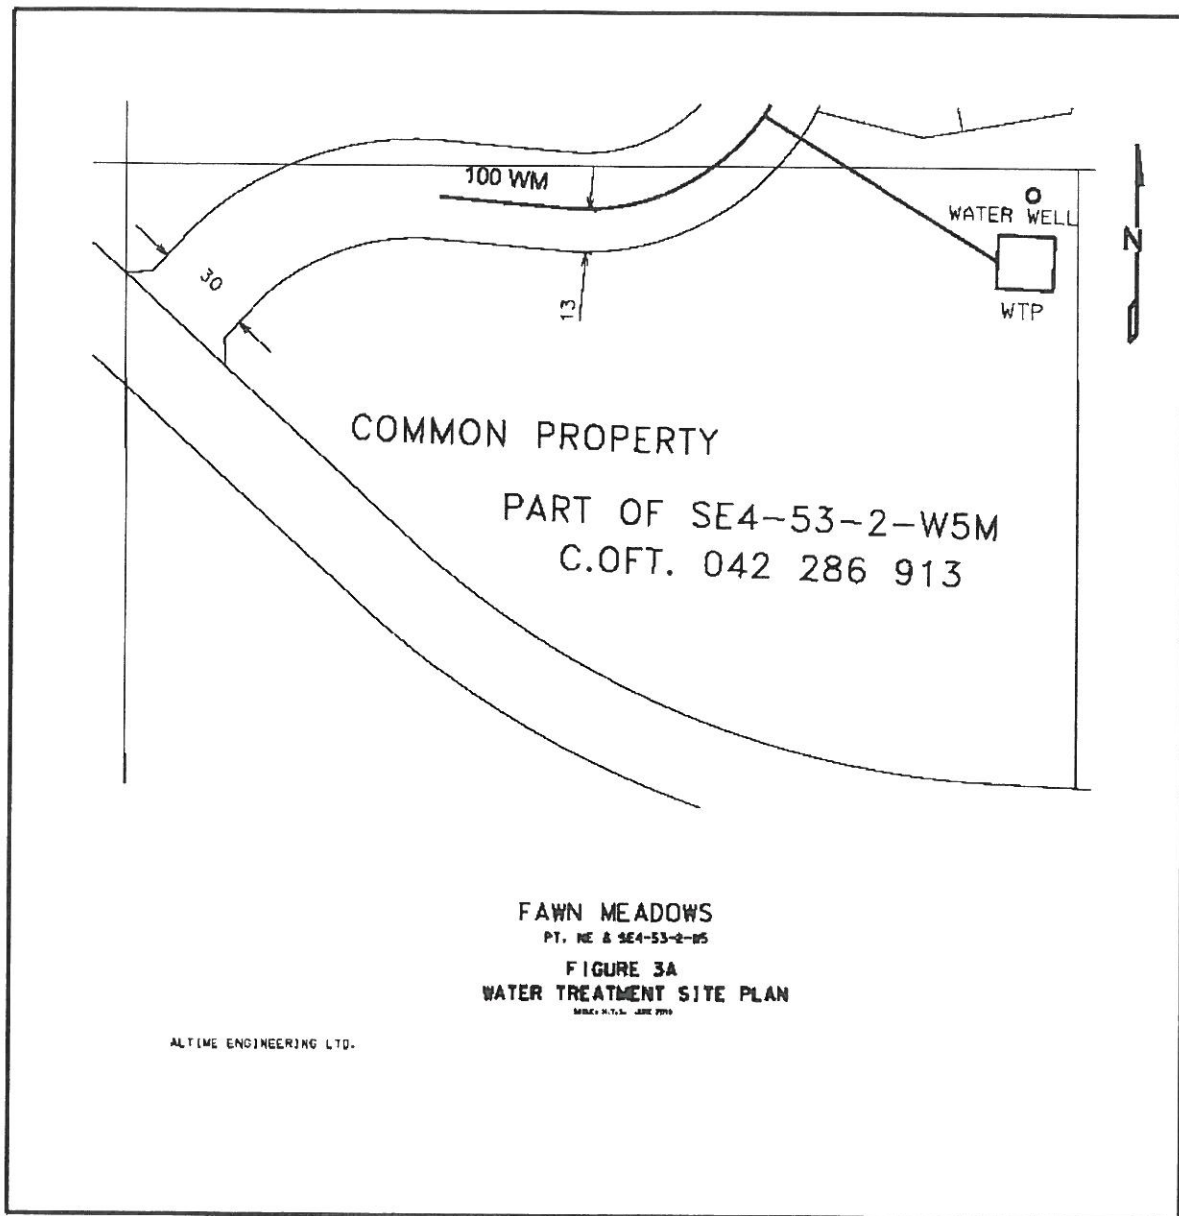 100 WM
WATER WELL
N
30
WTP
13
COMMON PROPERTY
PART OF SE4-53-2-W5M
C.OFT. 042 286 913
FAWN MEADOWS
PT. NE & SE4-53-2-W5
FIGURE 3A
WATER TREATMENT SITE PLAN
SCALE: N.T.S.
ALTIME ENGINEERING LTD.